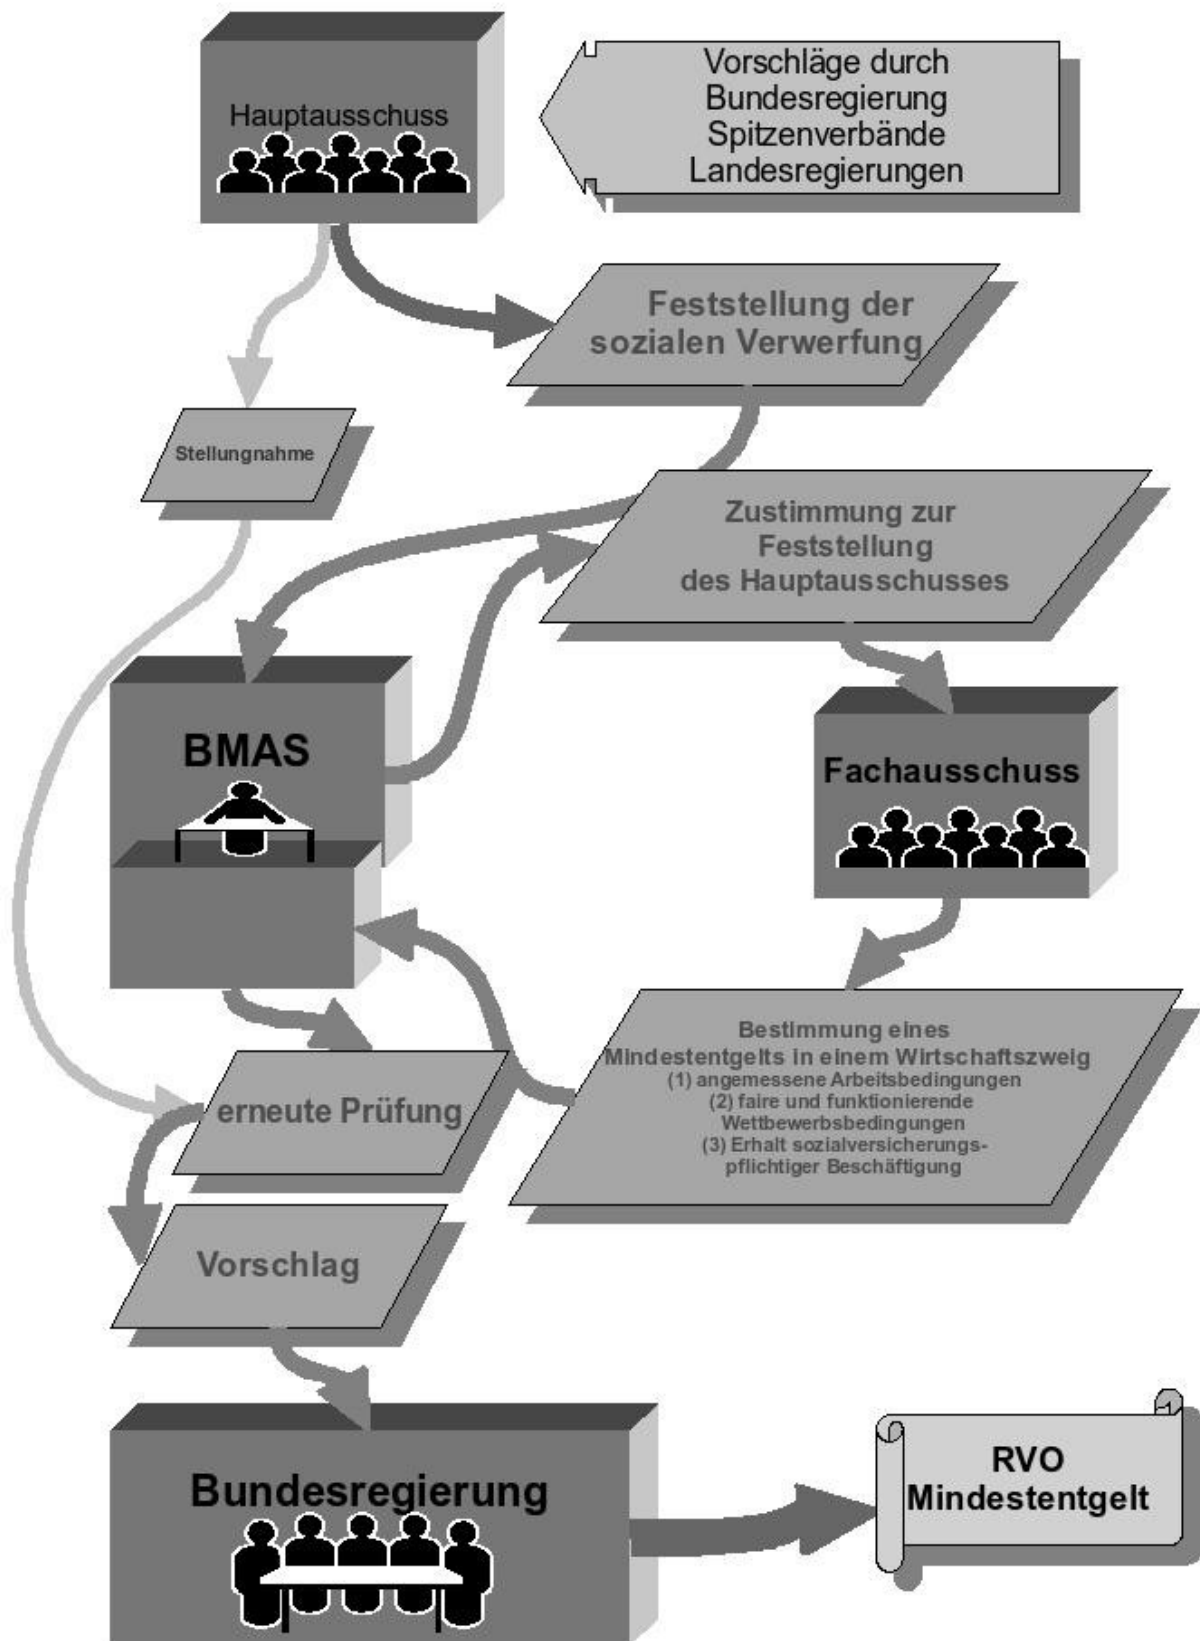 Hauptausschuss
Vorschläge durch
Bundesregierung
Spitzenverbände
Landesregierungen
Feststellung der
sozialen Verwerfung
Stellungnahme
Zustimmung zur
Feststellung
des Hauptausschusses
BMAS
Fachausschuss
Bestimmung eines
Mindestentgelts in einem Wirtschaftszweig
(1) angemessene Arbeitsbedingungen
(2) faire und funktionierende
Wettbewerbsbedingungen
(3) Erhalt sozialversicherungs-
pflichtiger Beschäftigung
erneute Prüfung
Vorschlag
Bundesregierung
RVO
Mindestentgelt